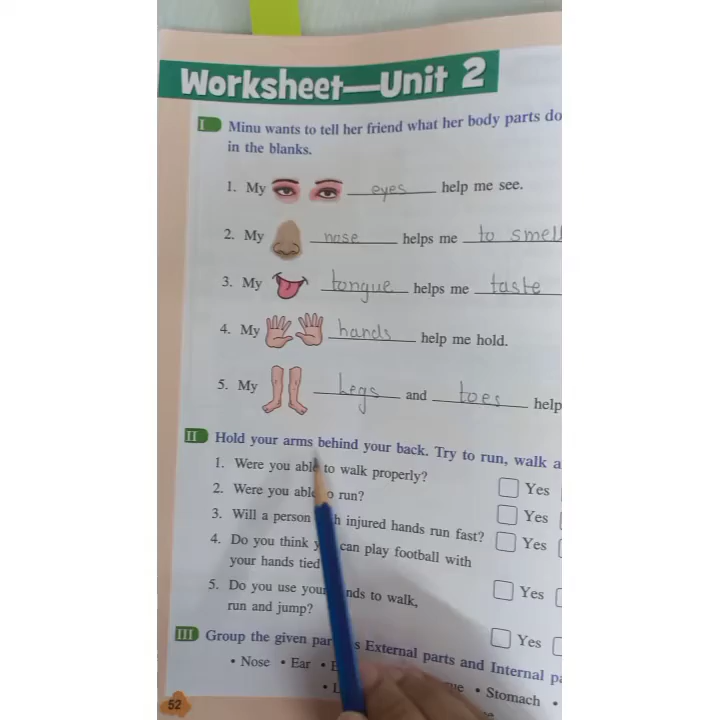 Worksheet—Unit 2
I Minu wants to tell her friend what her body parts do
in the blanks.
1. My eyes help me see.
2. My nose helps me to smell
3. My tongue helps me taste
4. My hands help me hold.
5. My Legs and toes help
II Hold your arms behind your back. Try to run, walk a
1. Were you able to walk properly? Yes
2. Were you able o run? Yes
3. Will a person h injured hands run fast? Yes
4. Do you think y can play football with
your hands tied Yes
5. Do you use your nds to walk,
run and jump? Yes
III Group the given par s External parts and Internal pa
• Nose • Ear • Stomach •
52